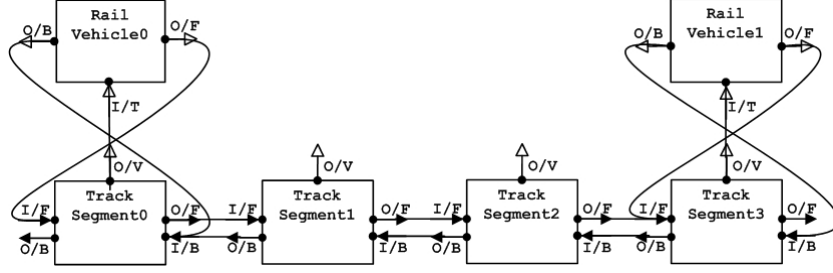 O/B
Rail
Vehicle0
O/F
O/B
Rail
Vehicle1
O/F
I/T
I/T
O/V
O/V
O/V
O/V
I/F
Track
Segment0
O/F
I/F
Track
Segment1
O/F
I/F
Track
Segment2
O/F
I/F
Track
Segment3
O/F
O/B
I/B
O/B
I/B
O/B
I/B
O/B
I/B